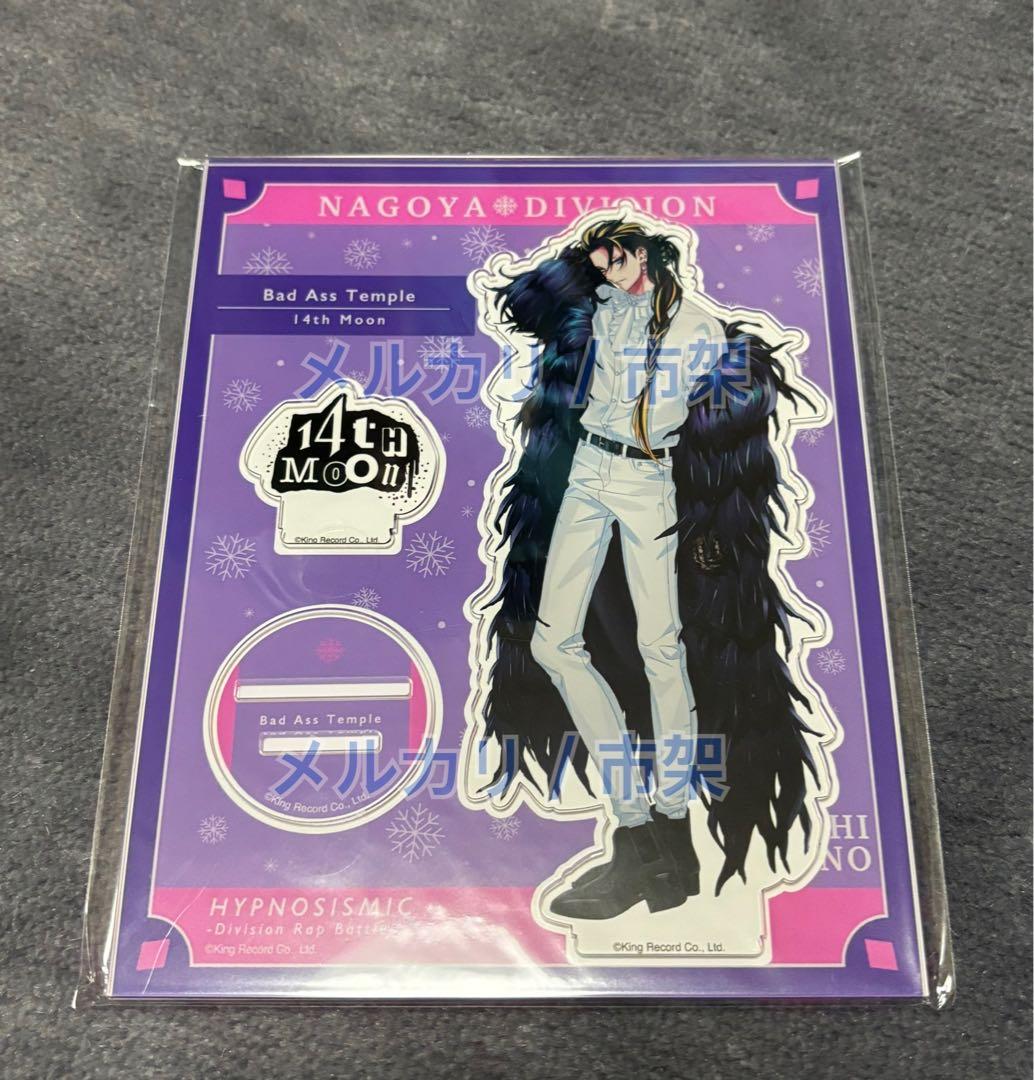 NAGOYA DIVISION
Bad Ass Temple
14th Moon
メルカリ / 市架
14th
MOON
©King Record Co., Ltd.
Bad Ass Temple
メルカリ / 市架
©King Record Co., Ltd.
HI
NO
HYPNOSISMIC
-Division Rap Battle
©King Record Co., Ltd.
©King Record Co., Ltd.